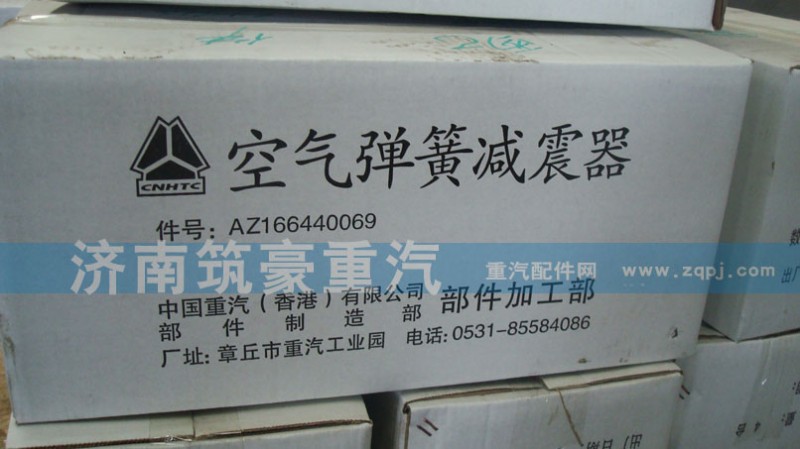 空气弹簧减震器
CNHTC
件号：AZ166440069
济南筑豪重汽
重汽配件网 www.zqpj.com
中国重汽（香港）有限公司
部件制造部
部件加工部
厂址：章丘市重汽工业园 电话：0531-85584086
数
出厂